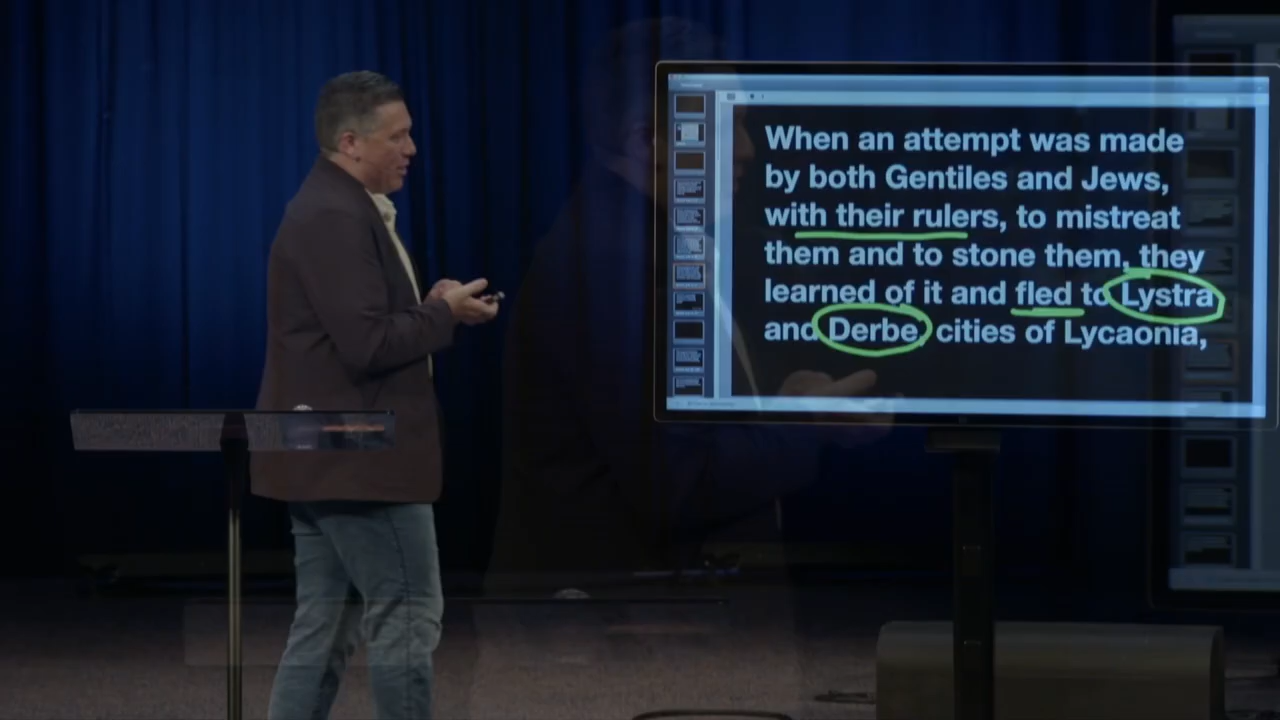 When an attempt was made
by both Gentiles and Jews,
with their rulers, to mistreat
them and to stone them, they
learned of it and fled to Lystra
and Derbe, cities of Lycaonia,